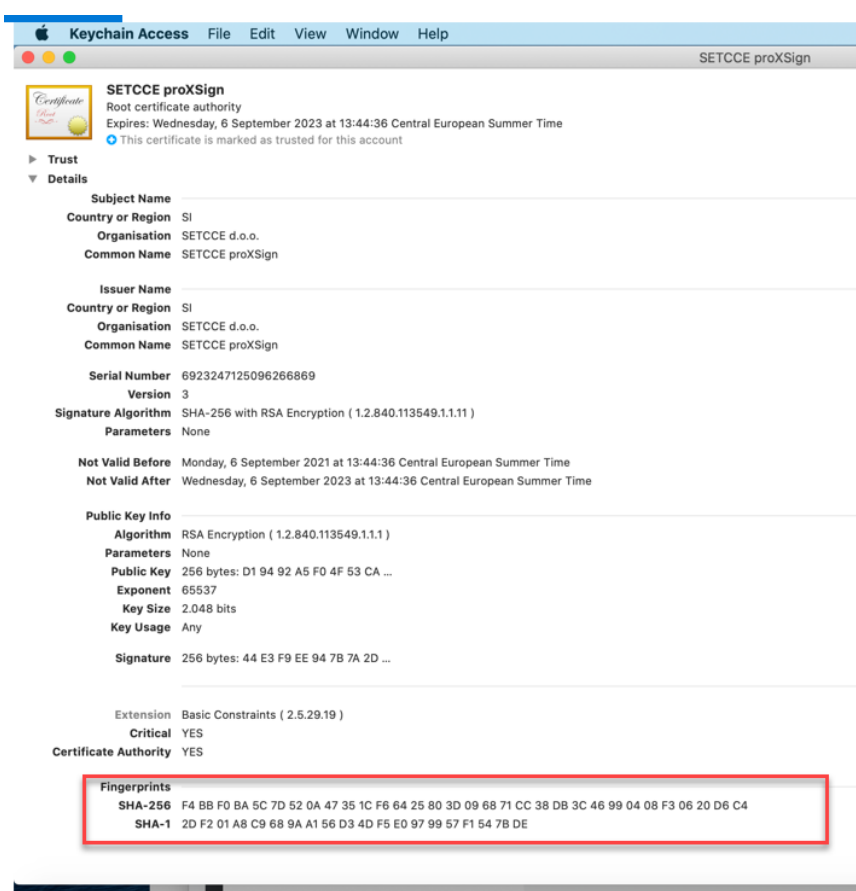 Keychain Access File Edit View Window Help
SETCCE proXSign
Certificate
Root
SETCCE proXSign
Root certificate authority
Expires: Wednesday, 6 September 2023 at 13:44:36 Central European Summer Time
This certificate is marked as trusted for this account
Trust
Details
Subject Name
Country or Region SI
Organisation SETCCE d.o.o.
Common Name SETCCE proXSign
Issuer Name
Country or Region SI
Organisation SETCCE d.o.o.
Common Name SETCCE proXSign
Serial Number 6923247125096266869
Version 3
Signature Algorithm SHA-256 with RSA Encryption ( 1.2.840.113549.1.1.11 )
Parameters None
Not Valid Before Monday, 6 September 2021 at 13:44:36 Central European Summer Time
Not Valid After Wednesday, 6 September 2023 at 13:44:36 Central European Summer Time
Public Key Info
Algorithm RSA Encryption ( 1.2.840.113549.1.1.1 )
Parameters None
Public Key 256 bytes: D1 94 92 A5 F0 4F 53 CA ...
Exponent 65537
Key Size 2.048 bits
Key Usage Any
Signature 256 bytes: 44 E3 F9 EE 94 7B 7A 2D ...
Extension Basic Constraints ( 2.5.29.19 )
Critical YES
Certificate Authority YES
Fingerprints
SHA-256 F4 BB F0 BA 5C 7D 52 0A 47 35 1C F6 64 25 80 3D 09 68 71 CC 38 DB 3C 46 99 04 08 F3 06 20 D6 C4
SHA-1 2D F2 01 A8 C9 68 9A A1 56 D3 4D F5 E0 97 99 57 F1 54 7B DE